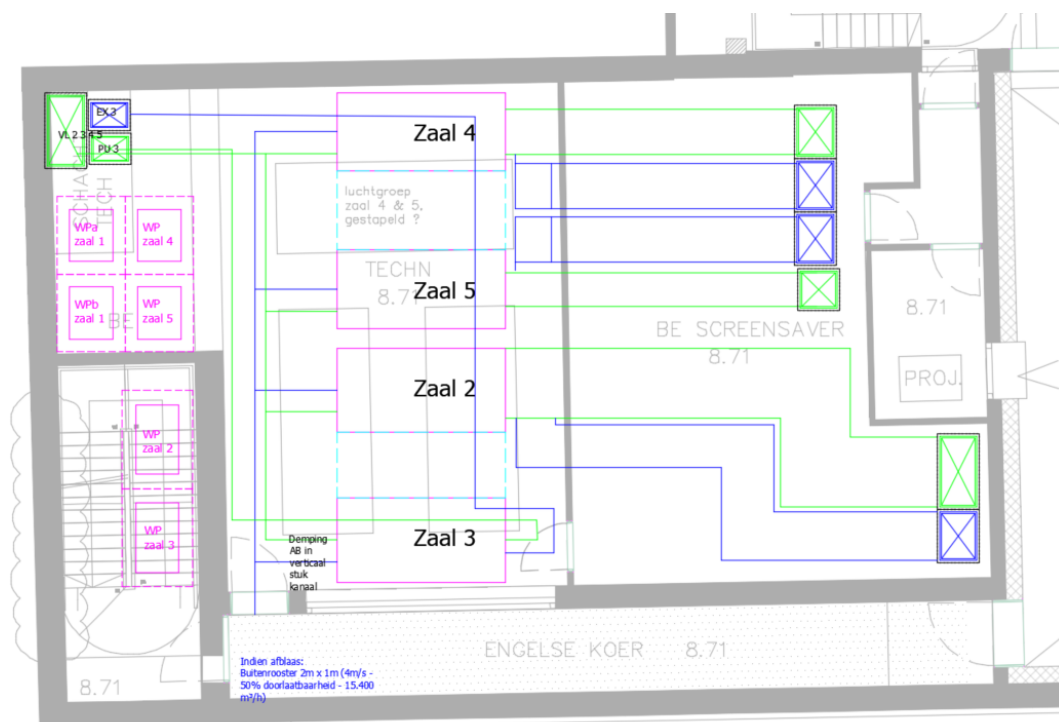 EX 3
VL 2 3 4 5
PU 3
SCHACHT
TECH
Zaal 4
luchtgroep
zaal 4 & 5,
gestapeld ?
WPa
zaal 1
WP
zaal 4
TECHN
8.71
Zaal 5
WPb
zaal 1
WP
zaal 5
BE
BE SCREENSAVER
8.71
8.71
PROJ.
Zaal 2
WP
zaal 2
WP
zaal 3
Zaal 3
Demping
AB in
verticaal
stuk
kanaal
ENGELSE KOER 8.71
Indien afblaas:
Buitenrooster 2m x 1m (4m/s -
50% doorlaatbaarheid - 15.400
m³/h)
8.71